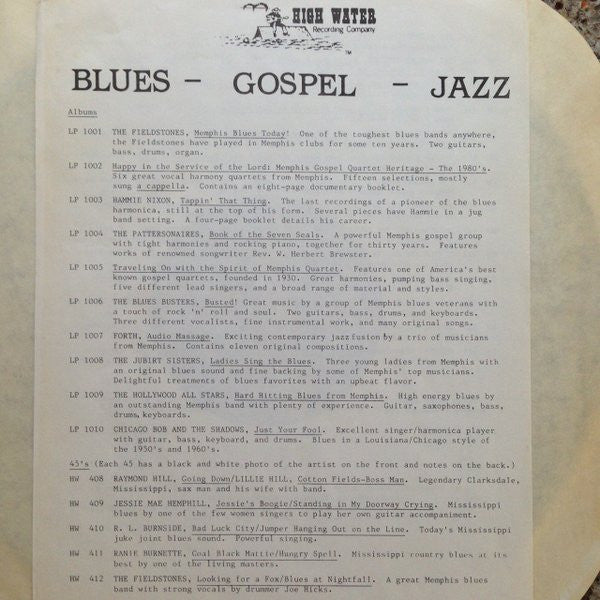 HIGH WATER
Recording Company
TM
BLUES - GOSPEL - JAZZ
Albums
LP 1001 THE FIELDSTONES, Memphis Blues Today! One of the toughest blues bands anywhere,
the Fieldstones have played in Memphis clubs for some ten years. Two guitars,
bass, drums, organ.
LP 1002 Happy in the Service of the Lord: Memphis Gospel Quartet Heritage - The 1980's.
Six great vocal harmony quartets from Memphis. Fifteen selections, mostly
sung a cappella. Contains an eight-page documentary booklet.
LP 1003 HAMMIE NIXON, Tappin' That Thing. The last recordings of a pioneer of the blues
harmonica, still at the top of his form. Several pieces have Hammie in a jug
band setting. A four-page booklet details his career.
LP 1004 THE PATTERSONAIRES, Book of the Seven Seals. A powerful Memphis gospel group
with tight harmonies and rocking piano, together for thirty years. Features
works of renowned songwriter Rev. W. Herbert Brewster.
LP 1005 Traveling On with the Spirit of Memphis Quartet. Features one of America's best
known gospel quartets, founded in 1930. Great harmonies, pumping bass singing,
five different lead singers, and a broad range of material and styles.
LP 1006 THE BLUES BUSTERS, Busted! Great music by a group of Memphis blues veterans with
a touch of rock 'n' roll and soul. Two guitars, bass, drums, and keyboards.
Three different vocalists, fine instrumental work, and many original songs.
LP 1007 FORTH, Audio Massage. Exciting contemporary jazz fusion by a trio of musicians
from Memphis. Contains eleven original compositions.
LP 1008 THE JUBIRT SISTERS, Ladies Sing the Blues. Three young ladies from Memphis with
an original blues sound and fine backing by some of Memphis' top musicians.
Delightful treatments of blues favorites with an upbeat flavor.
LP 1009 THE HOLLYWOOD ALL STARS, Hard Hitting Blues from Memphis. High energy blues by
an outstanding Memphis band with plenty of experience. Guitar, saxophones, bass,
drums, keyboards.
LP 1010 CHICAGO BOB AND THE SHADOWS, Just Your Fool. Excellent singer/harmonica player
with guitar, bass, keyboard, and drums. Blues in a Louisiana/Chicago style of
the 1950's and 1960's.
45's (Each 45 has a black and white photo of the artist on the front and notes on the back.)
HW 408 RAYMOND HILL, Going Down/LILLIE HILL, Cotton Fields-Boss Man. Legendary Clarksdale,
Mississippi, sax man and his wife with band.
HW 409 JESSIE MAE HEMPHILL, Jessie's Boogie/Standing in My Doorway Crying. Mississippi
blues by one of the few women singers to play her own guitar accompaniment.
HW 410 R. L. BURNSIDE, Bad Luck City/Jumper Hanging Out on the Line. Today's Mississippi
juke joint blues sound. Powerful singing.
HW 411 RANIE BURNETTE, Coal Black Mattie/Hungry Spell. Mississippi country blues at its
best by one of the living masters.
HW 412 THE FIELDSTONES, Looking for a Fox/Blues at Nightfall. A great Memphis blues
band with strong vocals by drummer Joe Hicks.